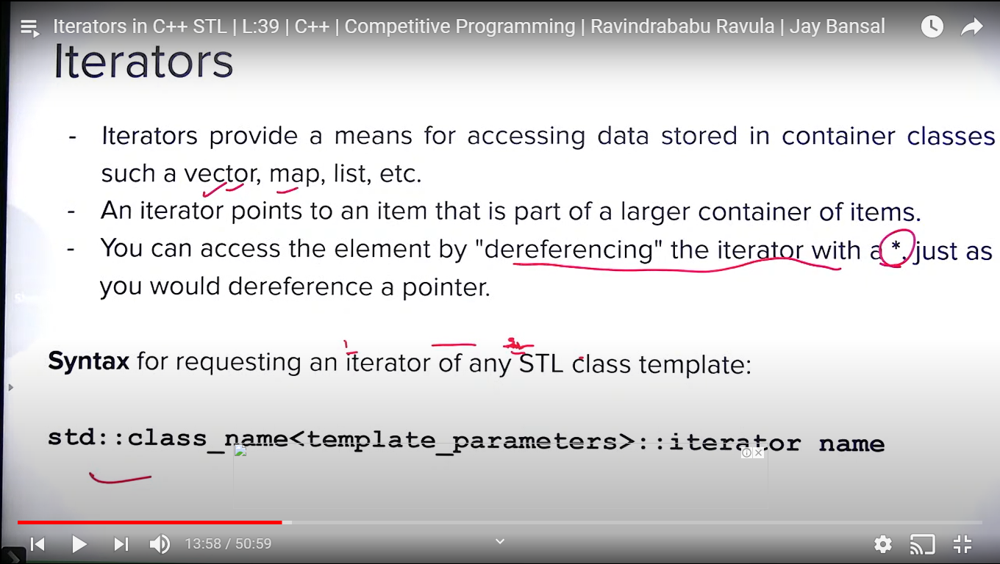 Iterators in C++ STL | L:39 | C++ | Competitive Programming | Ravindrababu Ravula | Jay Bansal
Iterators
- Iterators provide a means for accessing data stored in container classes
such a vector, map, list, etc.
- An iterator points to an item that is part of a larger container of items.
- You can access the element by "dereferencing" the iterator with a *, just as
you would dereference a pointer.
Syntax for requesting an iterator of any STL class template:
std::class_name<template_parameters>::iterator name
13:58 / 50:59